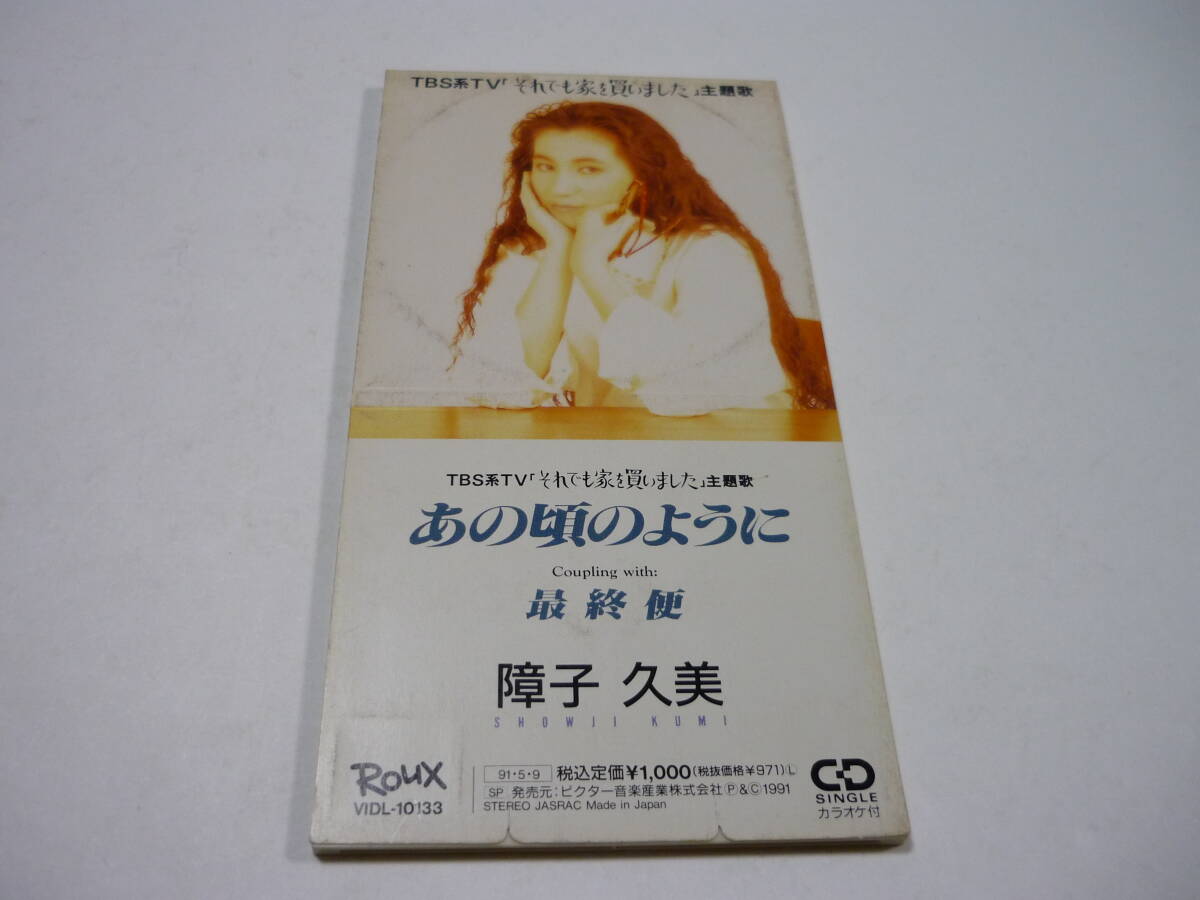 TBS系TV「それでも家を買いました」主題歌
TBS系TV「それでも家を買いました」主題歌
あの頃のように
Coupling with:
最終便
障子 久美
SHOWJI KUMI
Roux
VIDL-10133
91・5・9 税込定価¥1,000(税抜価格¥971)Ⓛ
SP 発売元:ビクター音楽産業株式会社Ⓟ&Ⓒ1991
STEREO JASRAC Made in Japan
CD
SINGLE
カラオケ付